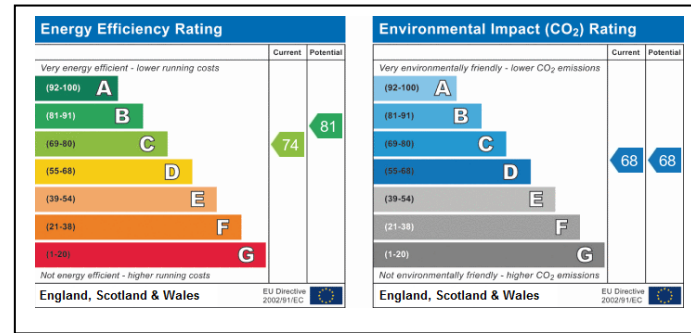 Energy Efficiency Rating
Current Potential
Very energy efficient - lower running costs
(92-100) A
(81-91) B
(69-80) C
(55-68) D
(39-54) E
(21-38) F
(1-20) G
74
81
Not energy efficient - higher running costs
England, Scotland & Wales
EU Directive
2002/91/EC
Environmental Impact (CO₂) Rating
Current Potential
Very environmentally friendly - lower CO₂ emissions
(92-100) A
(81-91) B
(69-80) C
(55-68) D
(39-54) E
(21-38) F
(1-20) G
68
68
Not environmentally friendly - higher CO₂ emissions
England, Scotland & Wales
EU Directive
2002/91/EC